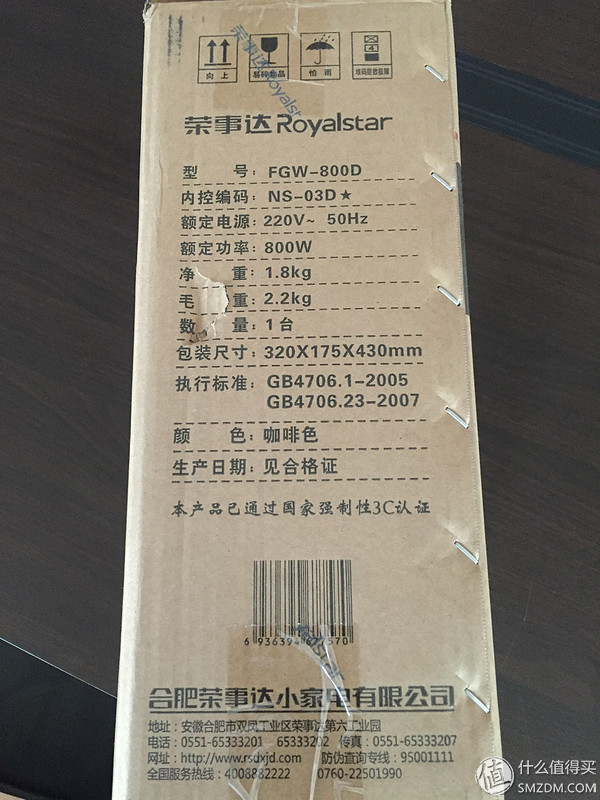 向上 易碎物品 怕雨 堆码层数极限
4
荣事达 Royalstar
荣事达 Royalstar
型 号：FGW-800D
内控编码：NS-03D★
额定电源：220V~ 50Hz
额定功率：800W
净 重：1.8kg
毛 重：2.2kg
数 量：1台
包装尺寸：320X175X430mm
执行标准：GB4706.1-2005
GB4706.23-2007
颜 色：咖啡色
生产日期：见合格证
本产品已通过国家强制性3C认证
合肥荣事达小家电有限公司
地址：安徽合肥市双凤工业区荣事达第六工业园
电话：0551-65333201 65333202 传真：0551-65333207
网址：http://www.rsdxjd.com 防伪查询专线：95001111
全国服务热线：4008882222 0760-22501990
值 什么值得买
SMZDM.COM